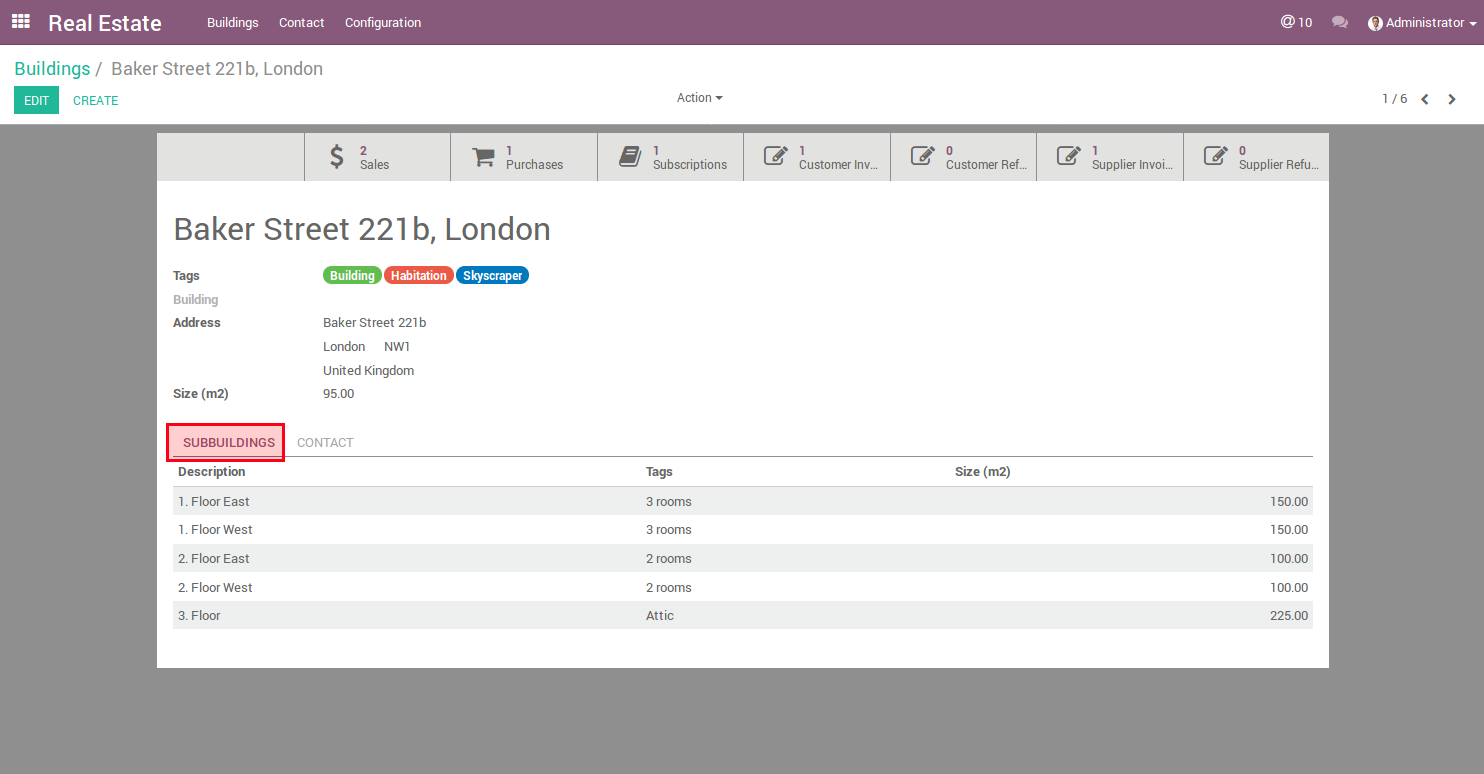 Real Estate Buildings Contact Configuration @ 10 Administrator
Buildings / Baker Street 221b, London
EDIT CREATE Action 1 / 6
2 Sales
1 Purchases
1 Subscriptions
1 Customer Inv...
0 Customer Ref...
1 Supplier Invoi...
0 Supplier Refu...
Baker Street 221b, London
Tags Building Habitation Skyscraper
Building
Address Baker Street 221b
London NW1
United Kingdom
Size (m2) 95.00
SUBBUILDINGS CONTACT
Description Tags Size (m2)
1. Floor East 3 rooms 150.00
1. Floor West 3 rooms 150.00
2. Floor East 2 rooms 100.00
2. Floor West 2 rooms 100.00
3. Floor Attic 225.00